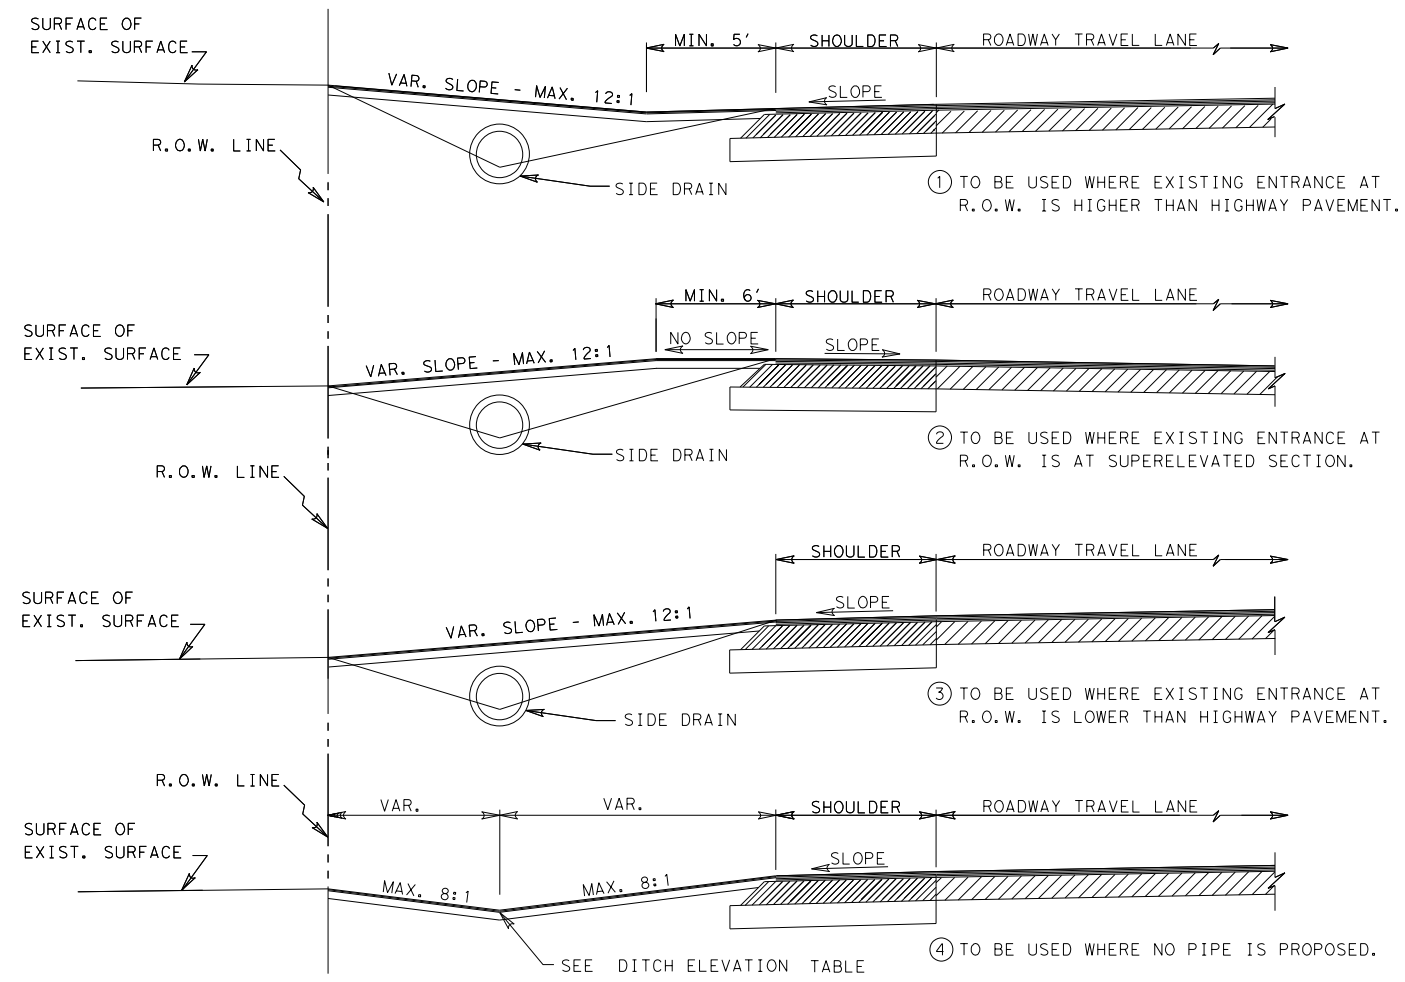 SURFACE OF
EXIST. SURFACE
VAR. SLOPE - MAX. 12:1
MIN. 5'
SHOULDER
ROADWAY TRAVEL LANE
SLOPE
R.O.W. LINE
SIDE DRAIN
1 TO BE USED WHERE EXISTING ENTRANCE AT
R.O.W. IS HIGHER THAN HIGHWAY PAVEMENT.
SURFACE OF
EXIST. SURFACE
VAR. SLOPE - MAX. 12:1
MIN. 6'
SHOULDER
ROADWAY TRAVEL LANE
NO SLOPE
SLOPE
SIDE DRAIN
2 TO BE USED WHERE EXISTING ENTRANCE AT
R.O.W. IS AT SUPERELEVATED SECTION.
R.O.W. LINE
SHOULDER
ROADWAY TRAVEL LANE
SURFACE OF
EXIST. SURFACE
VAR. SLOPE - MAX. 12:1
SLOPE
SIDE DRAIN
3 TO BE USED WHERE EXISTING ENTRANCE AT
R.O.W. IS LOWER THAN HIGHWAY PAVEMENT.
R.O.W. LINE
VAR.
VAR.
SHOULDER
ROADWAY TRAVEL LANE
SURFACE OF
EXIST. SURFACE
MAX. 8:1
MAX. 8:1
SLOPE
4 TO BE USED WHERE NO PIPE IS PROPOSED.
SEE DITCH ELEVATION TABLE